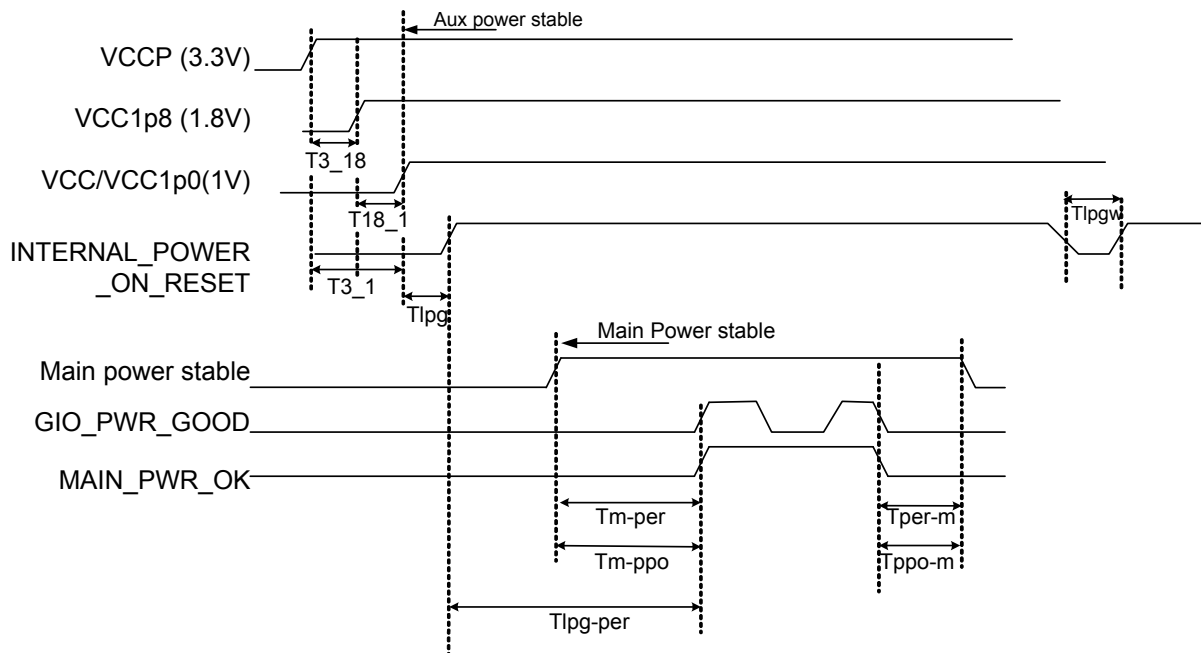 Aux power stable
VCCP (3.3V)
VCC1p8 (1.8V)
T3_18
VCC/VCC1p0(1V)
T18_1
Tlpgw
INTERNAL_POWER
_ON_RESET
T3_1
Tlpg
Main Power stable
Main power stable
GIO_PWR_GOOD
MAIN_PWR_OK
Tm-per
Tper-m
Tm-ppo
Tppo-m
Tlpg-per